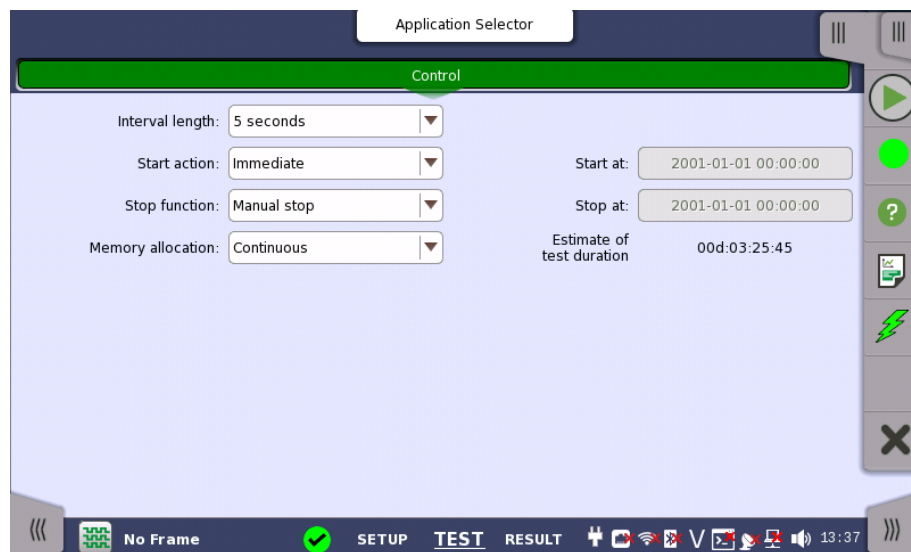 Application Selector
Control
Interval length: 5 seconds
Start action: Immediate Start at: 2001-01-01 00:00:00
Stop function: Manual stop Stop at: 2001-01-01 00:00:00
Memory allocation: Continuous Estimate of test duration 00d:03:25:45
No Frame SETUP TEST RESULT V 13:37